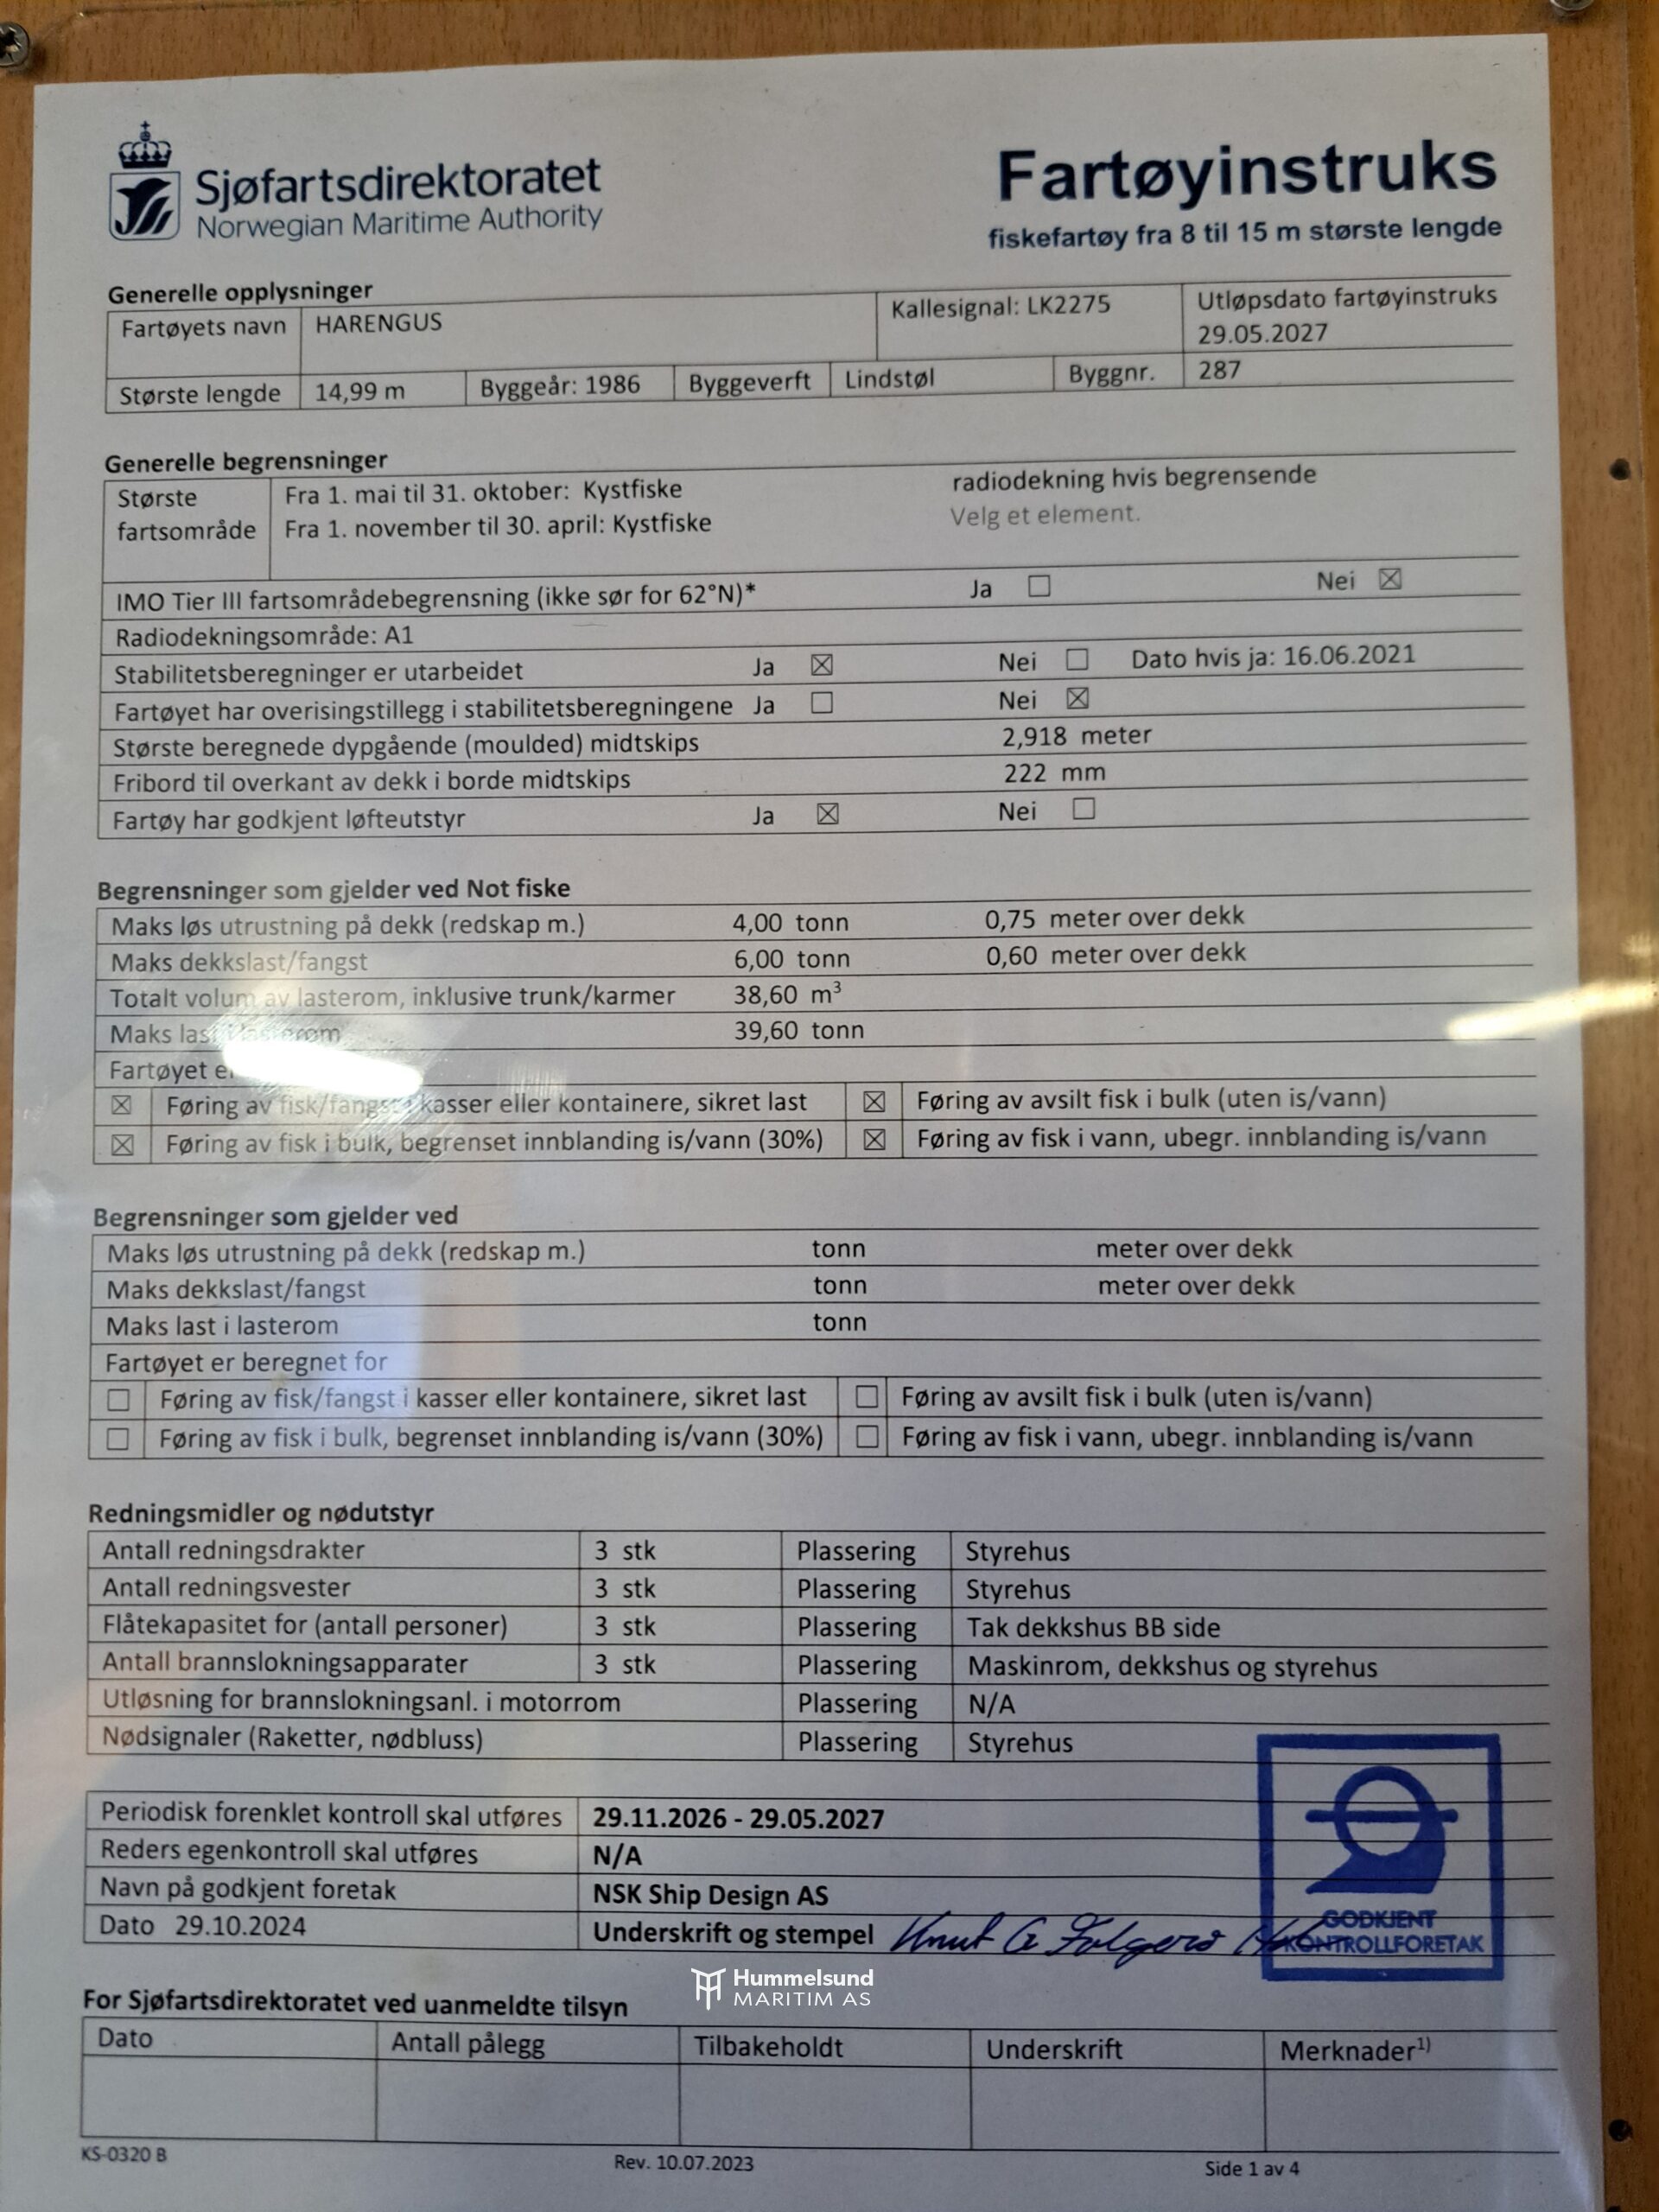 Sjøfartsdirektoratet
Norwegian Maritime Authority
Fartøyinstruks
fiskefartøy fra 8 til 15 m største lengde
Generelle opplysninger
Fartøyets navn HARENGUS Kallesignal: LK2275 Utløpsdato fartøyinstruks
29.05.2027
Største lengde 14,99 m Byggeår: 1986 Byggeverft Lindstøl Byggnr. 287
Generelle begrensninger
Største Fra 1. mai til 31. oktober: Kystfiske radiodekning hvis begrensende
fartsområde Fra 1. november til 30. april: Kystfiske Velg et element.
IMO Tier III fartsområdebegrensning (ikke sør for 62°N)* Ja ☐ Nei ☒
Radiodekningsområde: A1
Stabilitetsberegninger er utarbeidet Ja ☒ Nei ☐ Dato hvis ja: 16.06.2021
Fartøyet har overisingstillegg i stabilitetsberegningene Ja ☐ Nei ☒
Største beregnede dypgående (moulded) midtskips 2,918 meter
Fribord til overkant av dekk i borde midtskips 222 mm
Fartøy har godkjent løfteutstyr Ja ☒ Nei ☐
Begrensninger som gjelder ved Not fiske
Maks løs utrustning på dekk (redskap m.) 4,00 tonn 0,75 meter over dekk
Maks dekkslast/fangst 6,00 tonn 0,60 meter over dekk
Totalt volum av lasterom, inklusive trunk/karmer 38,60 m³
Maks last i lasterom 39,60 tonn
Fartøyet
☒ Føring av fisk/fangst i kasser eller kontainere, sikret last ☒ Føring av avsilt fisk i bulk (uten is/vann)
☒ Føring av fisk i bulk, begrenset innblanding is/vann (30%) ☒ Føring av fisk i vann, ubegr. innblanding is/vann
Begrensninger som gjelder ved
Maks løs utrustning på dekk (redskap m.) tonn meter over dekk
Maks dekkslast/fangst tonn meter over dekk
Maks last i lasterom tonn
Fartøyet er beregnet for
☐ Føring av fisk/fangst i kasser eller kontainere, sikret last ☐ Føring av avsilt fisk i bulk (uten is/vann)
☐ Føring av fisk i bulk, begrenset innblanding is/vann (30%) ☐ Føring av fisk i vann, ubegr. innblanding is/vann
Redningsmidler og nødutstyr
Antall redningsdrakter 3 stk Plassering Styrehus
Antall redningsvester 3 stk Plassering Styrehus
Flåtekapasitet for (antall personer) 3 stk Plassering Tak dekkshus BB side
Antall brannslokningsapparater 3 stk Plassering Maskinrom, dekkshus og styrehus
Utløsning for brannslokningsanl. i motorrom Plassering N/A
Nødsignaler (Raketter, nødbluss) Plassering Styrehus
Periodisk forenklet kontroll skal utføres 29.11.2026 - 29.05.2027
Reders egenkontroll skal utføres N/A
Navn på godkjent foretak NSK Ship Design AS
Dato 29.10.2024 Underskrift og stempel Knut
GODKJENT
KONTROLLFORETAK
Hummelsund
MARITIM AS
For Sjøfartsdirektoratet ved uanmeldte tilsyn
Dato Antall pålegg Tilbakeholdt Underskrift Merknader¹⁾
KS-0320 B Rev. 10.07.2023 Side 1 av 4